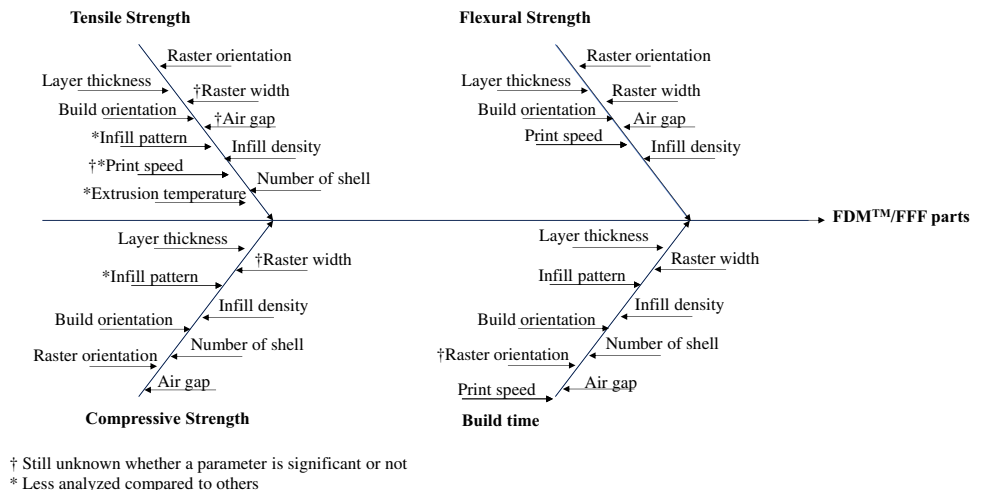 Tensile Strength
Raster orientation
Layer thickness
†Raster width
Build orientation
†Air gap
*Infill pattern
Infill density
†*Print speed
Number of shell
*Extrusion temperature
Flexural Strength
Raster orientation
Layer thickness
Raster width
Build orientation
Air gap
Print speed
Infill density
FDM™/FFF parts
Layer thickness
†Raster width
*Infill pattern
Infill density
Build orientation
Number of shell
Raster orientation
Air gap
Compressive Strength
Layer thickness
Raster width
Infill pattern
Infill density
Build orientation
Number of shell
†Raster orientation
Air gap
Print speed
Build time
† Still unknown whether a parameter is significant or not
* Less analyzed compared to others